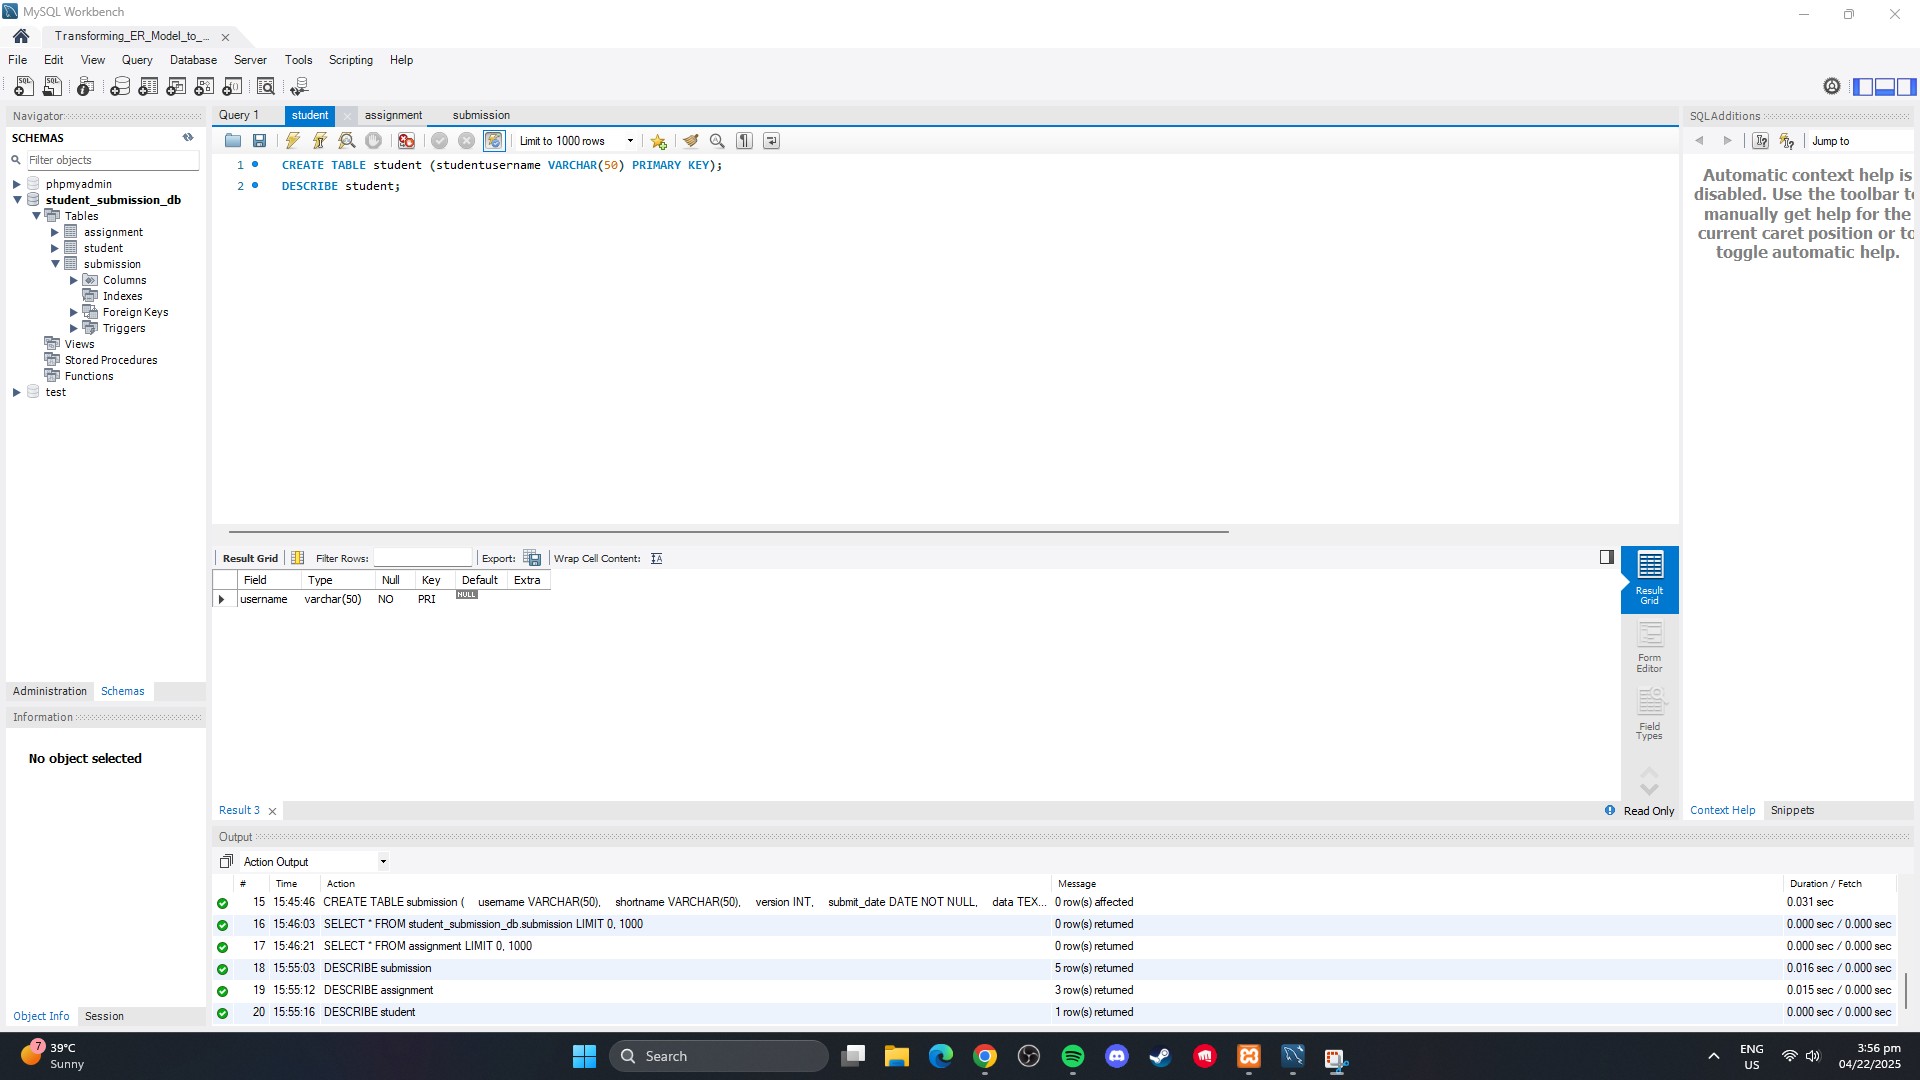 MySQL Workbench
Transforming_ER_Model_to_...
File Edit View Query Database Server Tools Scripting Help
Navigator
SCHEMAS
Filter objects
phpmyadmin
student_submission_db
Tables
assignment
student
submission
Columns
Indexes
Foreign Keys
Triggers
Views
Stored Procedures
Functions
test
Administration Schemas
Information
No object selected
Object Info Session
Query 1 student assignment submission
Limit to 1000 rows
1 CREATE TABLE student (studentusername VARCHAR(50) PRIMARY KEY);
2 DESCRIBE student;
Result Grid Filter Rows: Export: Wrap Cell Content:
Field Type Null Key Default Extra
username varchar(50) NO PRI NULL
Result Grid
Form Editor
Field Types
Result 3
Read Only
SQLAdditions
Jump to
Automatic context help is
disabled. Use the toolbar to
manually get help for the
current caret position or to
toggle automatic help.
Context Help Snippets
Output
Action Output
# Time Action Message Duration / Fetch
15 15:45:46 CREATE TABLE submission ( username VARCHAR(50), shortname VARCHAR(50), version INT, submit_date DATE NOT NULL, data TEX... 0 row(s) affected 0.031 sec
16 15:46:03 SELECT * FROM student_submission_db.submission LIMIT 0, 1000 0 row(s) returned 0.000 sec / 0.000 sec
17 15:46:21 SELECT * FROM assignment LIMIT 0, 1000 0 row(s) returned 0.000 sec / 0.000 sec
18 15:55:03 DESCRIBE submission 5 row(s) returned 0.016 sec / 0.000 sec
19 15:55:12 DESCRIBE assignment 3 row(s) returned 0.015 sec / 0.000 sec
20 15:55:16 DESCRIBE student 1 row(s) returned 0.000 sec / 0.000 sec
7
39°C
Sunny
Search
ENG
US
3:56 pm
04/22/2025